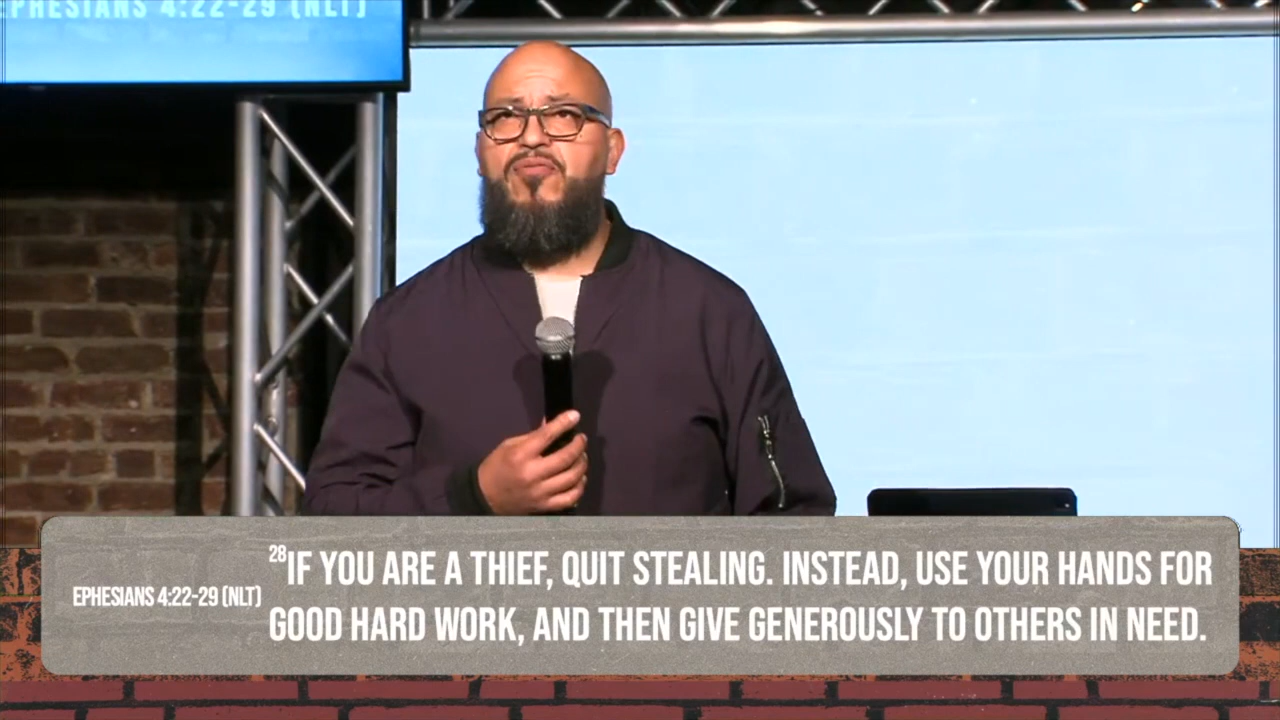 PHESIANS 4:22-29 (NLT)
²⁸IF YOU ARE A THIEF, QUIT STEALING. INSTEAD, USE YOUR HANDS FOR
EPHESIANS 4:22-29 (NLT)
GOOD HARD WORK, AND THEN GIVE GENEROUSLY TO OTHERS IN NEED.